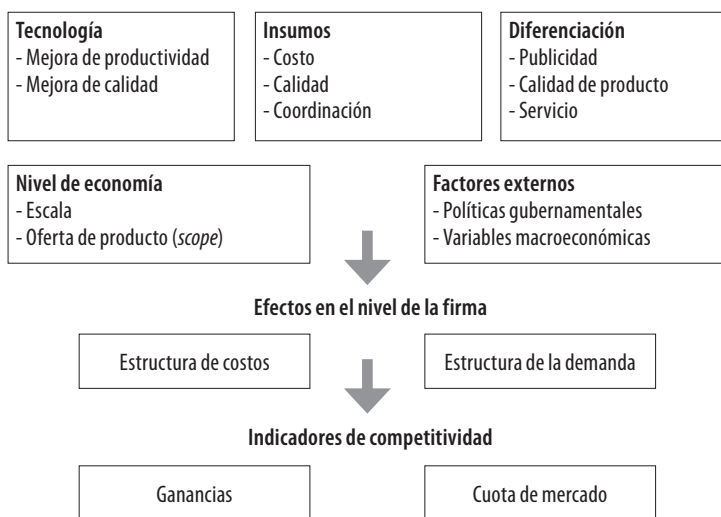 Tecnología
- Mejora de productividad
- Mejora de calidad
Insumos
- Costo
- Calidad
- Coordinación
Diferenciación
- Publicidad
- Calidad de producto
- Servicio
Nivel de economía
- Escala
- Oferta de producto (scope)
Factores externos
- Políticas gubernamentales
- Variables macroeconómicas
Efectos en el nivel de la firma
Estructura de costos
Estructura de la demanda
Indicadores de competitividad
Ganancias
Cuota de mercado